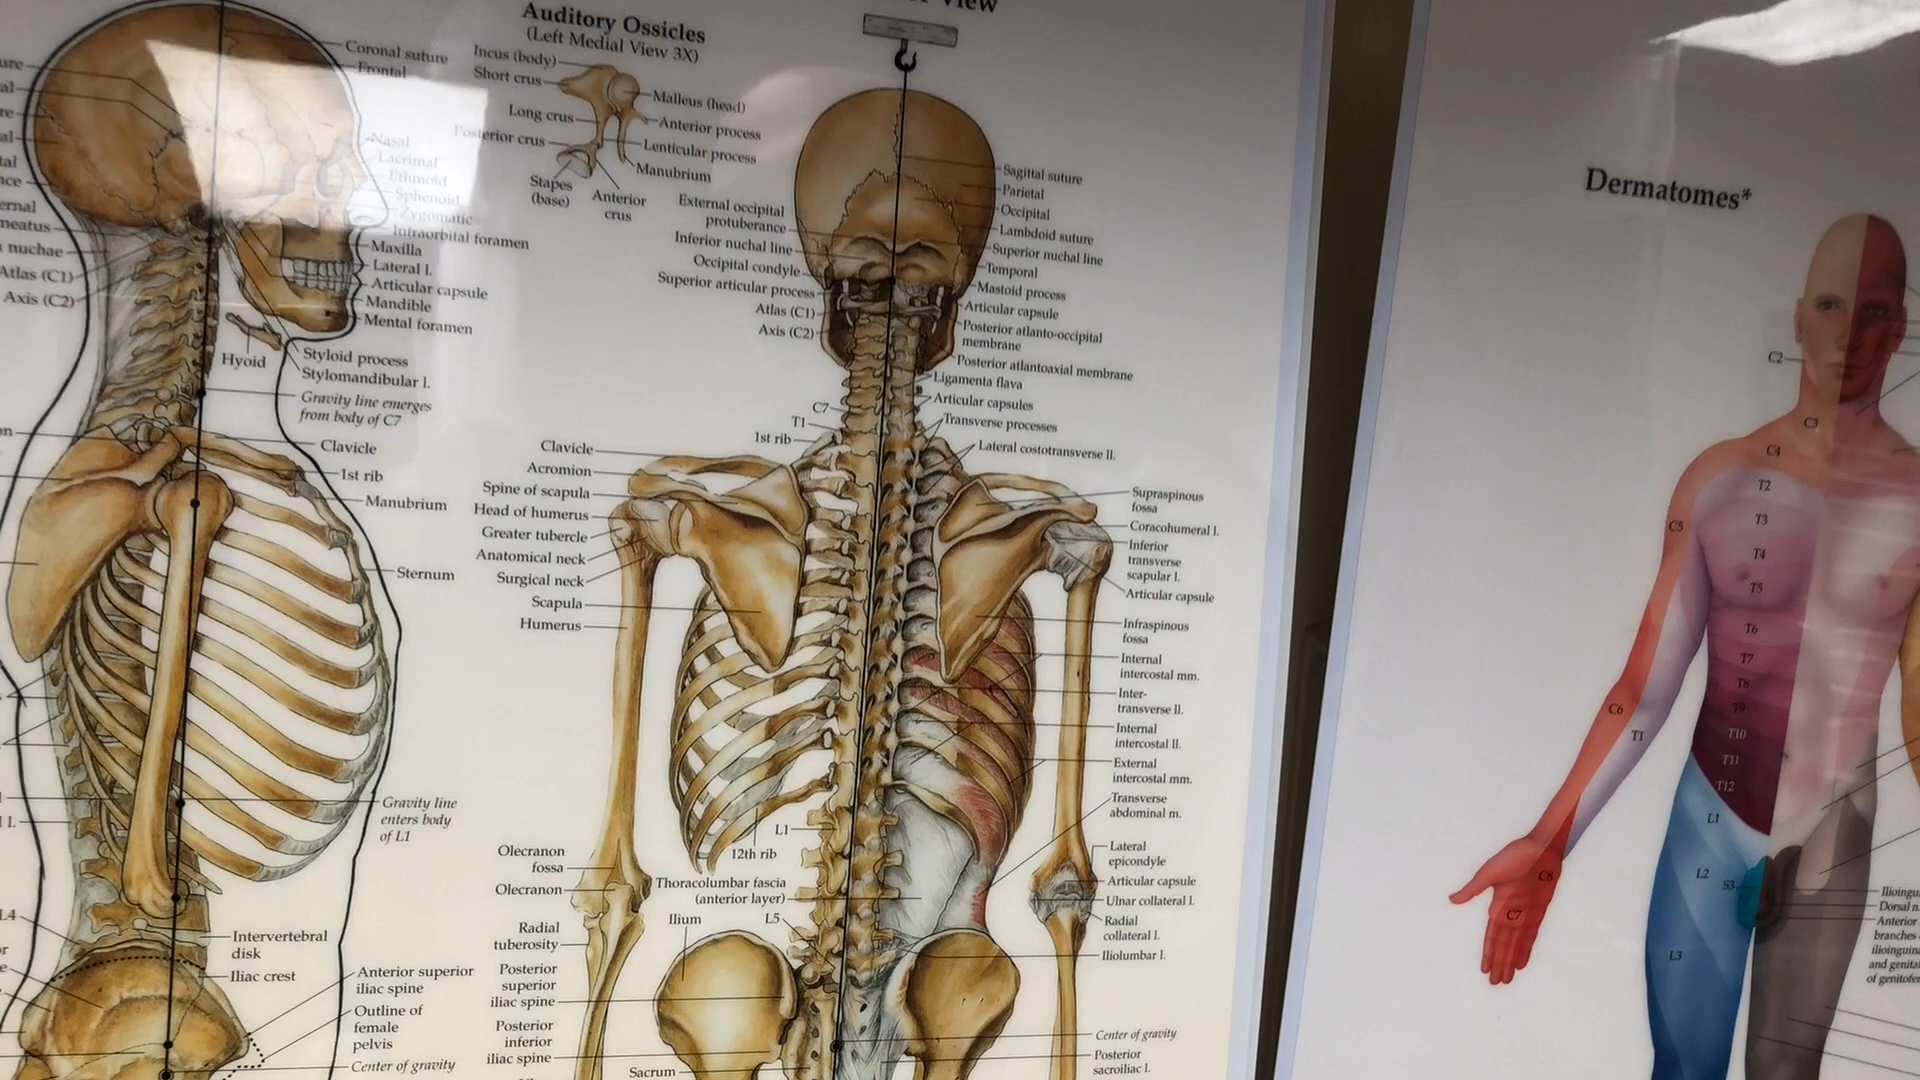 Auditory Ossicles
(Left Medial View 3X)
Incus (body)
Short crus
Long crus
Posterior crus
Stapes
(base)
Anterior
crus
Malleus (head)
Anterior process
Lenticular process
Manubrium
Coronal suture
Frontal
Nasal
Lacrimal
Ethmoid
Sphenoid
Zygomatic
Infraorbital foramen
Maxilla
Lateral l.
Articular capsule
Mandible
Mental foramen
nuchae
Atlas (C1)
Axis (C2)
Hyoid
Styloid process
Stylomandibular l.
Gravity line emerges
from body of C7
Clavicle
1st rib
Manubrium
Sternum
Gravity line
enters body
of L1
L4
Intervertebral
disk
Iliac crest
Anterior superior
iliac spine
Outline of
female
pelvis
Center of gravity
View
External occipital
protuberance
Inferior nuchal line
Occipital condyle
Superior articular process
Atlas (C1)
Axis (C2)
C7
T1
1st rib
Clavicle
Acromion
Spine of scapula
Head of humerus
Greater tubercle
Anatomical neck
Surgical neck
Scapula
Humerus
L1
12th rib
Olecranon
fossa
Olecranon
Thoracolumbar fascia
(anterior layer)
Ilium
L5
Radial
tuberosity
Posterior
superior
iliac spine
Posterior
inferior
iliac spine
Sacrum
Sagittal suture
Parietal
Occipital
Lambdoid suture
Superior nuchal line
Temporal
Mastoid process
Articular capsule
Posterior atlanto-occipital
membrane
Posterior atlantoaxial membrane
Ligamenta flava
Articular capsules
Transverse processes
Lateral costotransverse ll.
Supraspinous
fossa
Coracohumeral l.
Inferior
transverse
scapular l.
Articular capsule
Infraspinous
fossa
Internal
intercostal mm.
Inter-
transverse ll.
Internal
intercostal ll.
External
intercostal mm.
Transverse
abdominal m.
Lateral
epicondyle
Articular capsule
Ulnar collateral l.
Radial
collateral l.
Iliolumbar l.
Center of gravity
Posterior
sacroiliac l.
Dermatomes*
C2
C3
C4
T2
C5
T3
T4
T5
T6
T7
T8
T9
C6
T1
T10
T11
T12
L1
L2
S3
C8
C7
L3
Dorsal n.
Anterior
branches
and
of